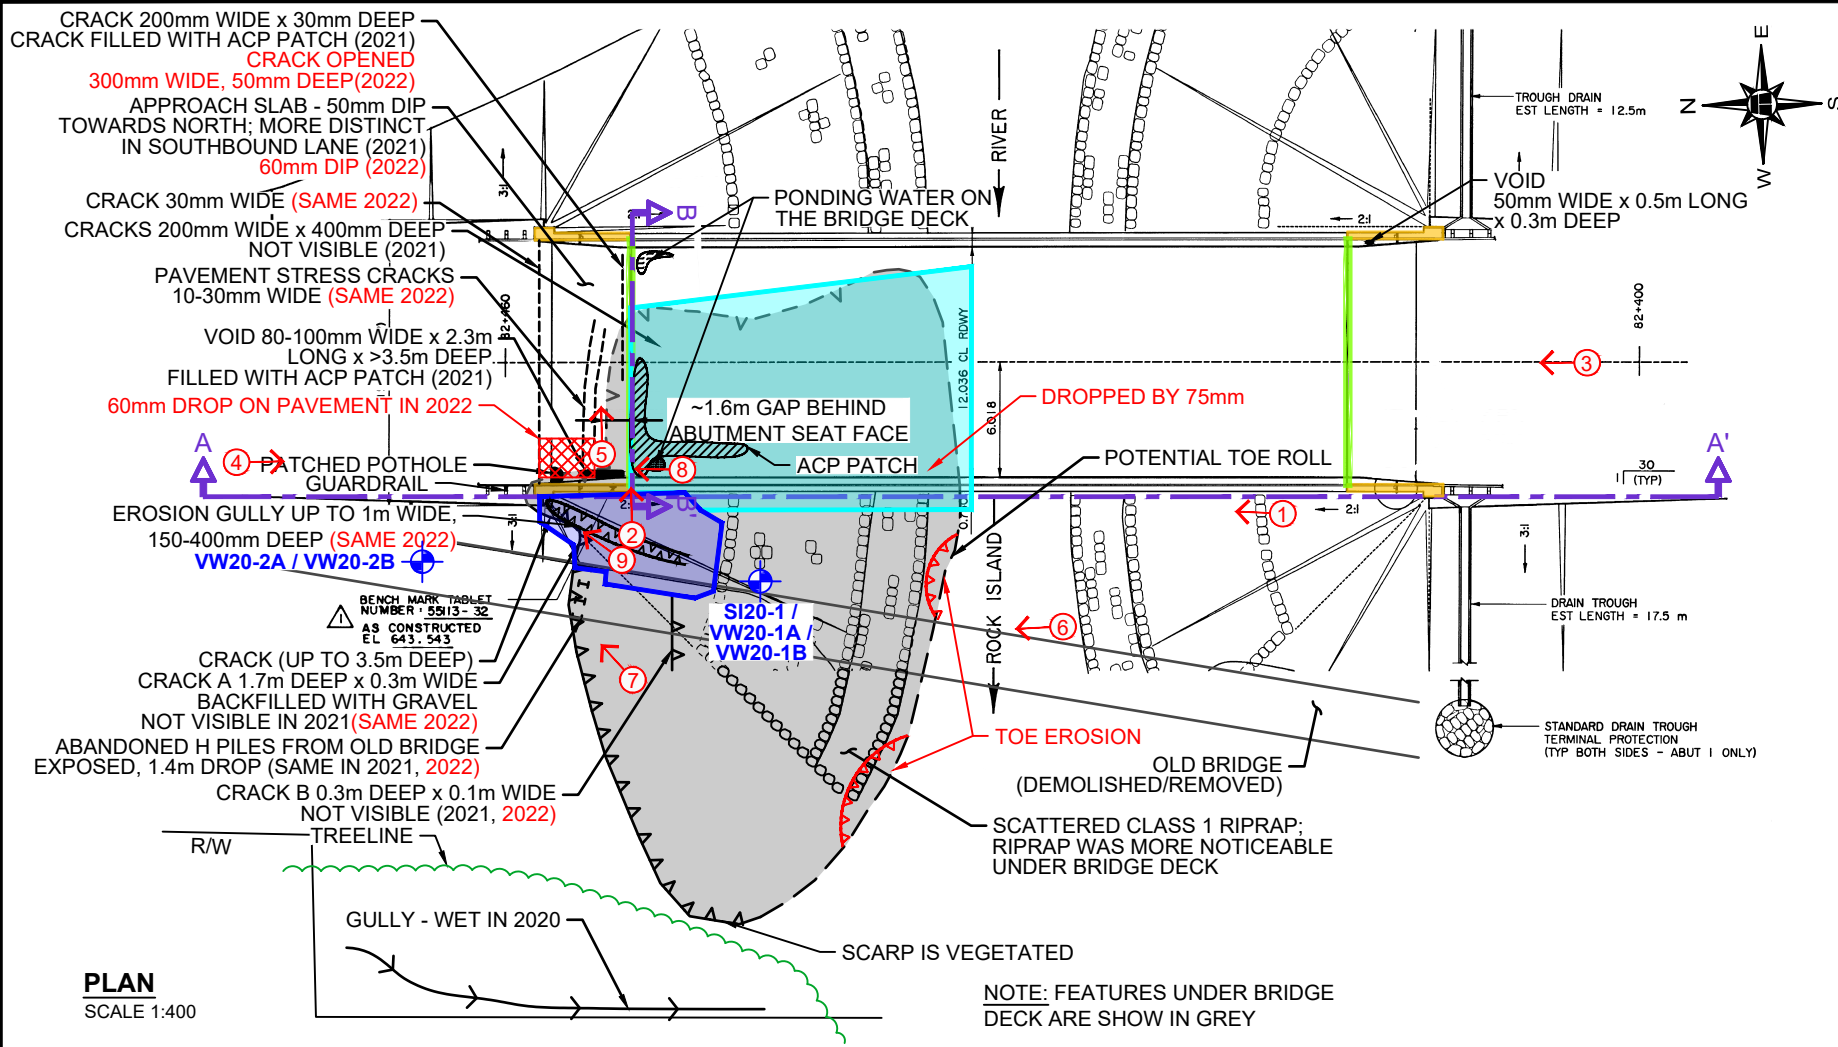 CRACK 200mm WIDE x 30mm DEEP
CRACK FILLED WITH ACP PATCH (2021)
CRACK OPENED
300mm WIDE, 50mm DEEP(2022)
APPROACH SLAB - 50mm DIP
TOWARDS NORTH; MORE DISTINCT
IN SOUTHBOUND LANE (2021)
60mm DIP (2022)
CRACK 30mm WIDE (SAME 2022)
CRACKS 200mm WIDE x 400mm DEEP
NOT VISIBLE (2021)
PAVEMENT STRESS CRACKS
10-30mm WIDE (SAME 2022)
VOID 80-100mm WIDE x 2.3m
LONG x >3.5m DEEP
FILLED WITH ACP PATCH (2021)
60mm DROP ON PAVEMENT IN 2022
A
4
PATCHED POTHOLE
GUARDRAIL
EROSION GULLY UP TO 1m WIDE,
150-400mm DEEP (SAME 2022)
VW20-2A / VW20-2B
BENCH MARK TABLET
NUMBER : 55113-32
AS CONSTRUCTED
EL 643.543
1
CRACK (UP TO 3.5m DEEP)
CRACK A 1.7m DEEP x 0.3m WIDE
BACKFILLED WITH GRAVEL
NOT VISIBLE IN 2021(SAME 2022)
ABANDONED H PILES FROM OLD BRIDGE
EXPOSED, 1.4m DROP (SAME IN 2021, 2022)
CRACK B 0.3m DEEP x 0.1m WIDE
NOT VISIBLE (2021, 2022)
TREELINE
R/W
GULLY - WET IN 2020
PLAN
SCALE 1:400
3:1
82+460
3:1
B
PONDING WATER ON
THE BRIDGE DECK
RIVER
~1.6m GAP BEHIND
ABUTMENT SEAT FACE
ACP PATCH
5
8
2
9
7
B'
2:1
12.036 CL. RDWY
6.018
DROPPED BY 75mm
POTENTIAL TOE ROLL
SI20-1 /
VW20-1A /
VW20-1B
ROCK ISLAND
6
1
2:1
TOE EROSION
OLD BRIDGE
(DEMOLISHED/REMOVED)
SCATTERED CLASS 1 RIPRAP;
RIPRAP WAS MORE NOTICEABLE
UNDER BRIDGE DECK
SCARP IS VEGETATED
NOTE: FEATURES UNDER BRIDGE
DECK ARE SHOW IN GREY
TROUGH DRAIN
EST LENGTH = 12.5m
E
N
S
W
VOID
50mm WIDE x 0.5m LONG
x 0.3m DEEP
2:1
82+400
3
A'
30
1
(TYP)
3:1
DRAIN TROUGH
EST LENGTH = 17.5 m
STANDARD DRAIN TROUGH
TERMINAL PROTECTION
(TYP BOTH SIDES - ABUT 1 ONLY)